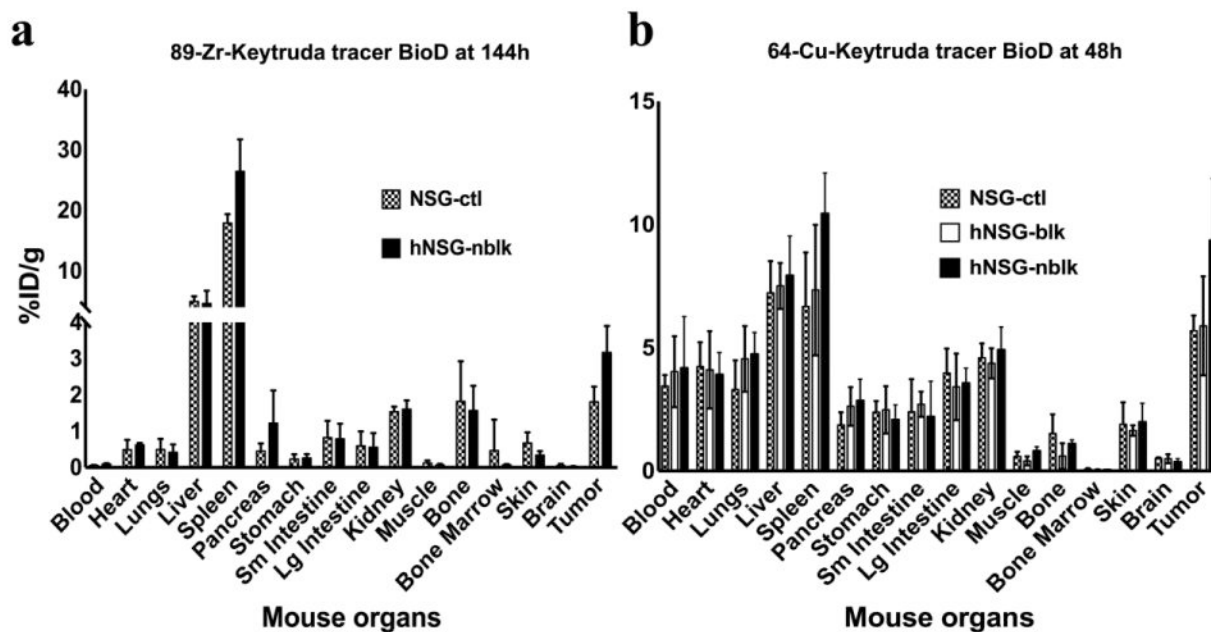 a
89-Zr-Keytruda tracer BioD at 144h
%ID/g
40
30
20
10
4
3
2
1
0
NSG-ctl
hNSG-nblk
Blood
Heart
Lungs
Liver
Spleen
Pancreas
Stomach
Sm Intestine
Lg Intestine
Kidney
Muscle
Bone
Bone Marrow
Skin
Brain
Tumor
Mouse organs
b
64-Cu-Keytruda tracer BioD at 48h
15
10
5
0
NSG-ctl
hNSG-blk
hNSG-nblk
Blood
Heart
Lungs
Liver
Spleen
Pancreas
Stomach
Sm Intestine
Lg Intestine
Kidney
Muscle
Bone
Bone Marrow
Skin
Brain
Tumor
Mouse organs